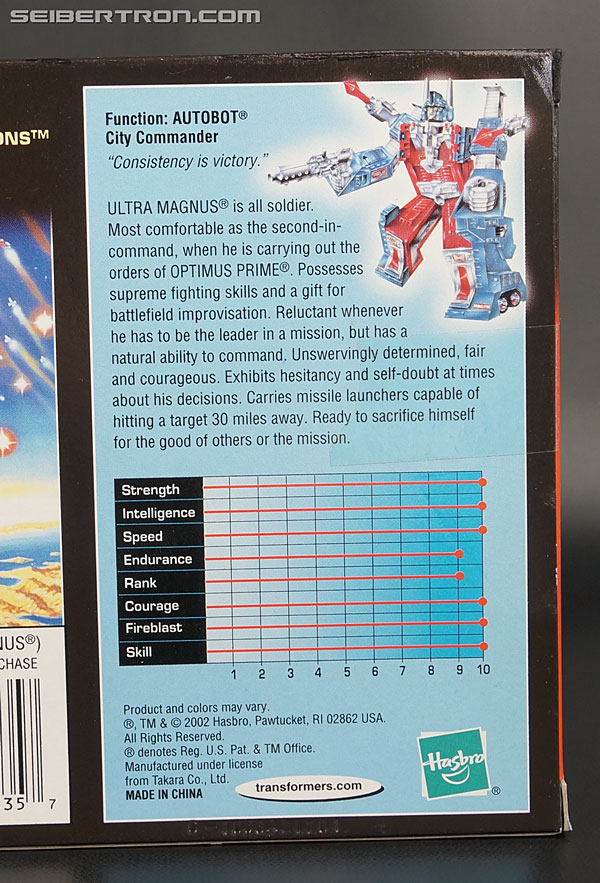 SEIBERTRON.COM
ONS™
Function: AUTOBOT®
City Commander
"Consistency is victory."
ULTRA MAGNUS® is all soldier.
Most comfortable as the second-in-
command, when he is carrying out the
orders of OPTIMUS PRIME®. Possesses
supreme fighting skills and a gift for
battlefield improvisation. Reluctant whenever
he has to be the leader in a mission, but has a
natural ability to command. Unswervingly determined, fair
and courageous. Exhibits hesitancy and self-doubt at times
about his decisions. Carries missile launchers capable of
hitting a target 30 miles away. Ready to sacrifice himself
for the good of others or the mission.
Strength
Intelligence
Speed
Endurance
Rank
Courage
Fireblast
Skill
1 2 3 4 5 6 7 8 9 10
NUS®)
CHASE
35 7
Product and colors may vary.
®, TM & © 2002 Hasbro, Pawtucket, RI 02862 USA.
All Rights Reserved.
® denotes Reg. U.S. Pat. & TM Office.
Manufactured under license
from Takara Co., Ltd.
MADE IN CHINA
transformers.com
Hasbro
®